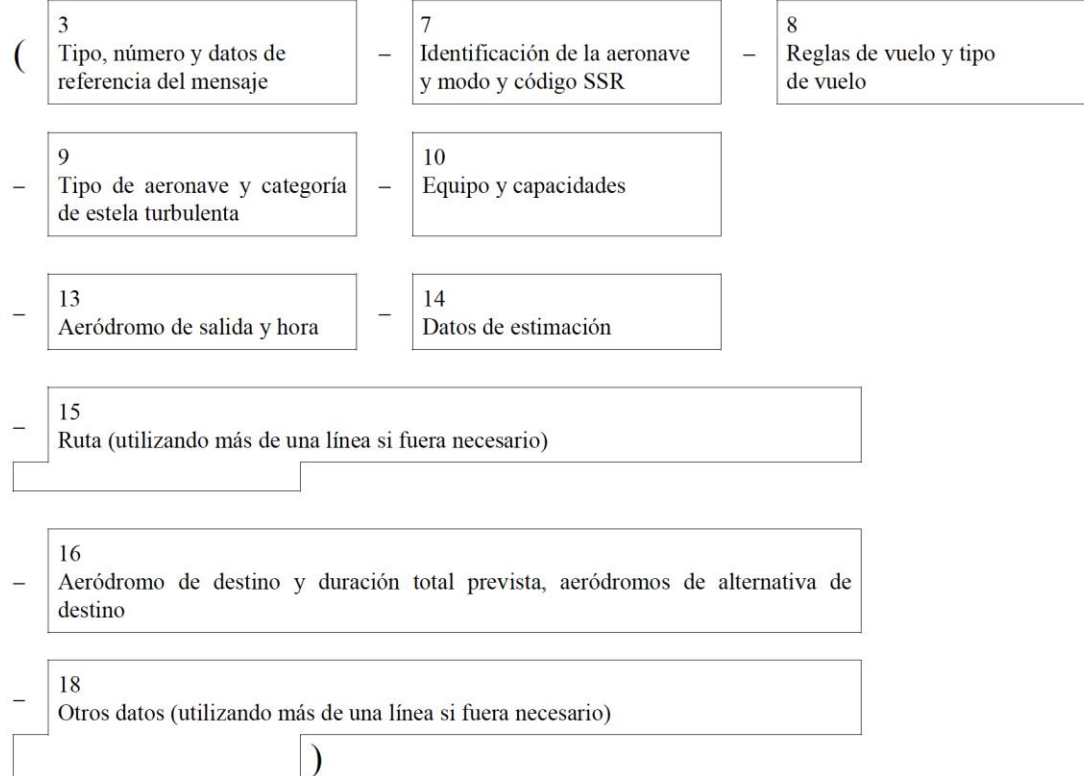 ( 3 – 7 – 8
Tipo, número y datos de referencia del mensaje
Identificación de la aeronave y modo y código SSR
Reglas de vuelo y tipo de vuelo
– 9 – 10
Tipo de aeronave y categoría de estela turbulenta
Equipo y capacidades
– 13 – 14
Aeródromo de salida y hora
Datos de estimación
– 15
Ruta (utilizando más de una línea si fuera necesario)
– 16
Aeródromo de destino y duración total prevista, aeródromos de alternativa de
destino
– 18
Otros datos (utilizando más de una línea si fuera necesario)
)